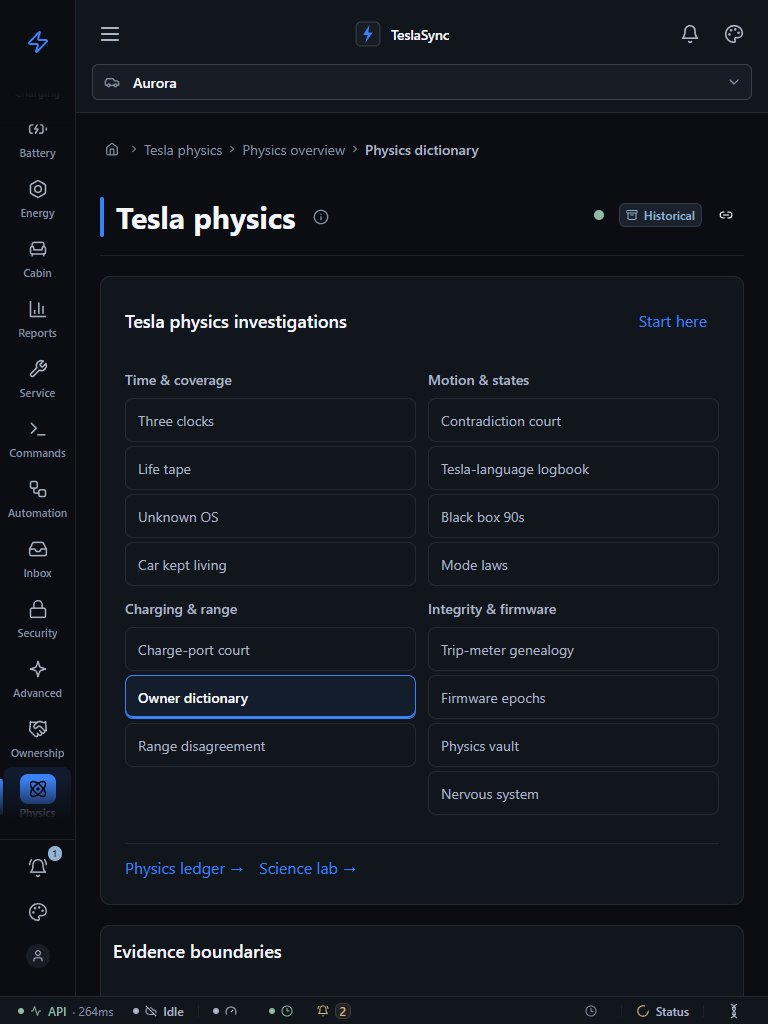 TeslaSync
Aurora
Charging
Battery
Energy
Cabin
Reports
Service
Commands
Automation
Inbox
Security
Advanced
Ownership
Physics
1
Tesla physics > Physics overview > Physics dictionary
Tesla physics
Historical
Tesla physics investigations
Start here
Time & coverage
Three clocks
Life tape
Unknown OS
Car kept living
Motion & states
Contradiction court
Tesla-language logbook
Black box 90s
Mode laws
Charging & range
Charge-port court
Owner dictionary
Range disagreement
Integrity & firmware
Trip-meter genealogy
Firmware epochs
Physics vault
Nervous system
Physics ledger → Science lab →
Evidence boundaries
API · 264ms
Idle
2
Status